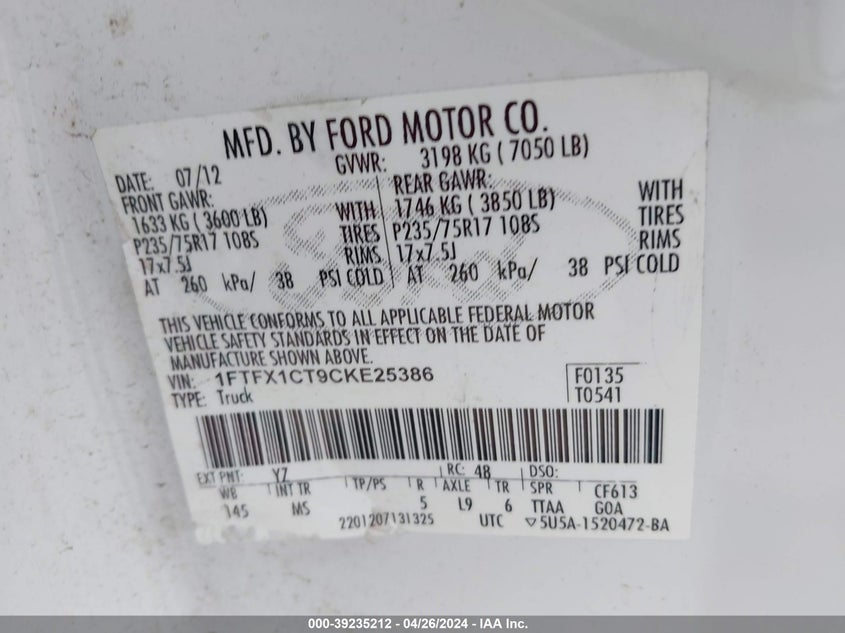 MFD. BY FORD MOTOR CO.
DATE: 07/12 GVWR: 3198 KG ( 7050 LB)
FRONT GAWR: REAR GAWR:
1633 KG ( 3600 LB) WITH 1746 KG ( 3850 LB) WITH
P235/75R17 108S TIRES P235/75R17 108S TIRES
17x7.5J RIMS 17x7.5J RIMS
AT 260 kPa/ 38 PSI COLD AT 260 kPa/ 38 PSI COLD
THIS VEHICLE CONFORMS TO ALL APPLICABLE FEDERAL MOTOR
VEHICLE SAFETY STANDARDS IN EFFECT ON THE DATE OF
MANUFACTURE SHOWN ABOVE.
VIN: 1FTFX1CT9CKE25386 F0135
TYPE: Truck T0541
EXT PNT: YZ RC: 48 DSO:
WB INT TR TP/PS R AXLE TR SPR CF613
145 MS 5 L9 6 TTAA GOA
2201207131325 UTC ▽5U5A-1520472-BA
000-39235212 - 04/26/2024 - IAA Inc.